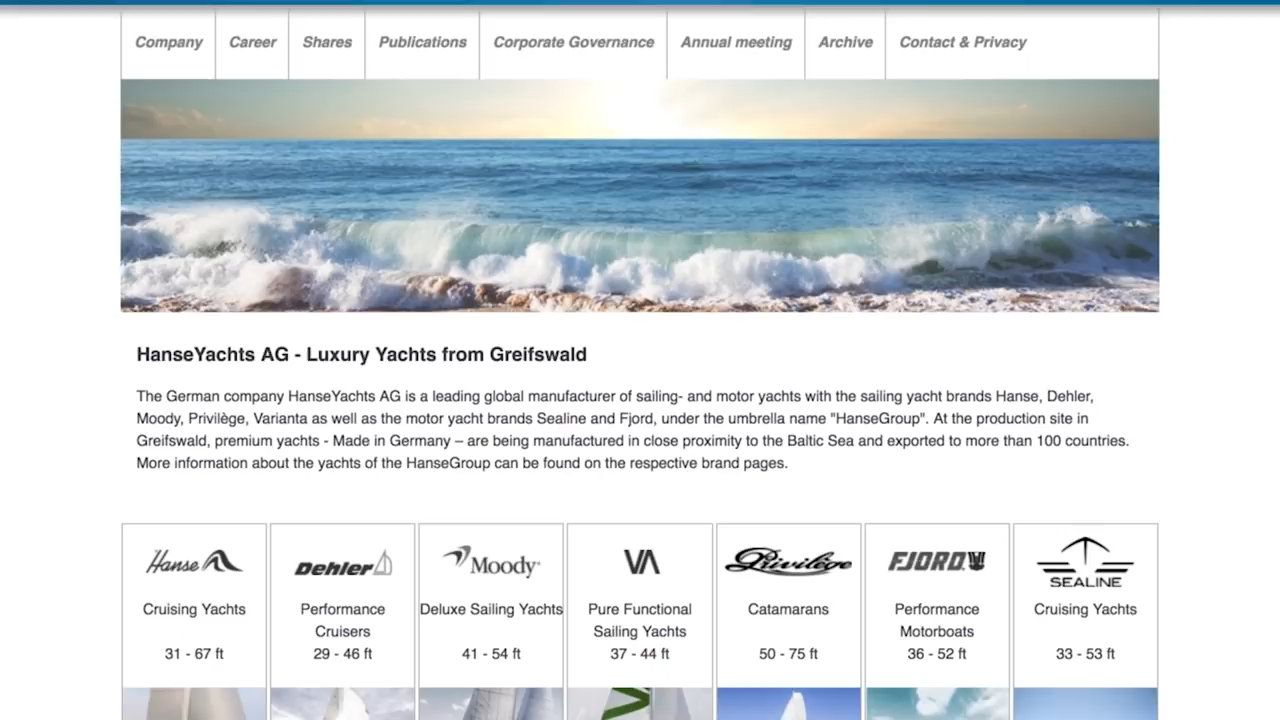 Company Career Shares Publications Corporate Governance Annual meeting Archive Contact & Privacy
HanseYachts AG - Luxury Yachts from Greifswald
The German company HanseYachts AG is a leading global manufacturer of sailing- and motor yachts with the sailing yacht brands Hanse, Dehler,
Moody, Privilège, Varianta as well as the motor yacht brands Sealine and Fjord, under the umbrella name "HanseGroup". At the production site in
Greifswald, premium yachts - Made in Germany – are being manufactured in close proximity to the Baltic Sea and exported to more than 100 countries.
More information about the yachts of the HanseGroup can be found on the respective brand pages.
Hanse
Cruising Yachts
31 - 67 ft
Dehler
Performance
Cruisers
29 - 46 ft
Moody
Deluxe Sailing Yachts
41 - 54 ft
VA
Pure Functional
Sailing Yachts
37 - 44 ft
Privilège
Catamarans
50 - 75 ft
FJORD
Performance
Motorboats
36 - 52 ft
SEALINE
Cruising Yachts
33 - 53 ft